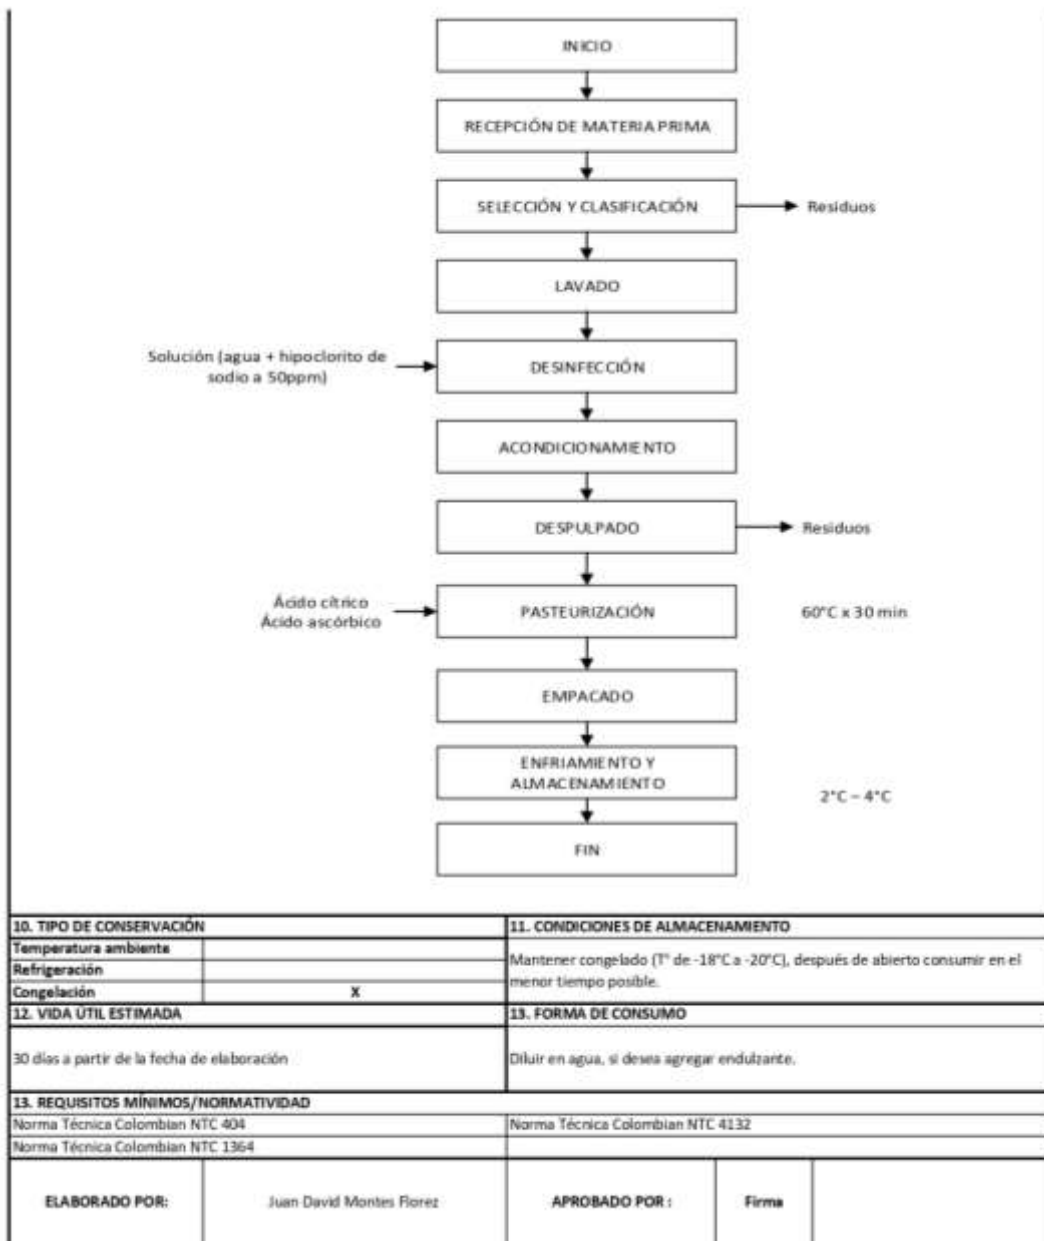 INICIO
RECEPCIÓN DE MATERIA PRIMA
SELECCIÓN Y CLASIFICACIÓN
Residuos
LAVADO
Solución (agua + hipoclorito de
sodio a 50ppm)
DESINFECCIÓN
ACONDICIONAMIENTO
DESPULPADO
Residuos
Ácido cítrico
Ácido ascórbico
PASTEURIZACIÓN
60°C x 30 min
EMPACADO
ENFRIAMIENTO Y
ALMACENAMIENTO
2°C – 4°C
FIN
10. TIPO DE CONSERVACIÓN
11. CONDICIONES DE ALMACENAMIENTO
Temperatura ambiente
Refrigeración
Congelación X
Mantener congelado (T° de -18°C a -20°C), después de abierto consumir en el
menor tiempo posible.
12. VIDA ÚTIL ESTIMADA
13. FORMA DE CONSUMO
30 días a partir de la fecha de elaboración
Diluir en agua, si desea agregar endulzante.
13. REQUISITOS MÍNIMOS/NORMATIVIDAD
Norma Técnica Colombian NTC 404
Norma Técnica Colombian NTC 4132
Norma Técnica Colombian NTC 1364
ELABORADO POR:
Juan David Montes Florez
APROBADO POR :
Firma